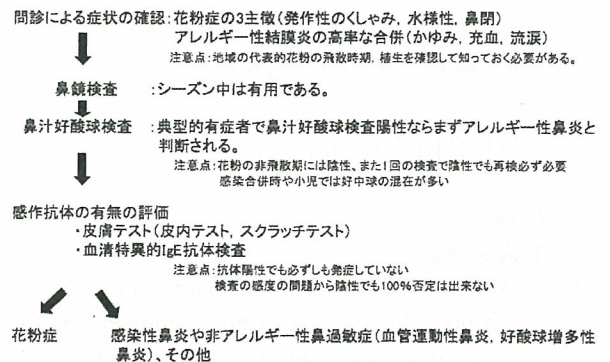 問診による症状の確認：花粉症の3主徴（発作性のくしゃみ，水様性，鼻閉）
アレルギー性結膜炎の高率な合併（かゆみ，充血，流涙）
注意点：地域の代表的花粉の飛散時期，植生を確認して知っておく必要がある。
鼻鏡検査　：シーズン中は有用である。
鼻汁好酸球検査：典型的有症者で鼻汁好酸球検査陽性ならまずアレルギー性鼻炎と
判断される。
注意点：花粉の非飛散期には陰性、また1回の検査で陰性でも再検必ず必要
感染合併時や小児では好中球の混在が多い
感作抗体の有無の評価
・皮膚テスト（皮内テスト，スクラッチテスト）
・血清特異的IgE抗体検査
注意点：抗体陽性でも必ずしも発症していない
検査の感度の問題から陰性でも100％否定は出来ない
花粉症　感染性鼻炎や非アレルギー性鼻過敏症（血管運動性鼻炎，好酸球増多性
鼻炎）、その他